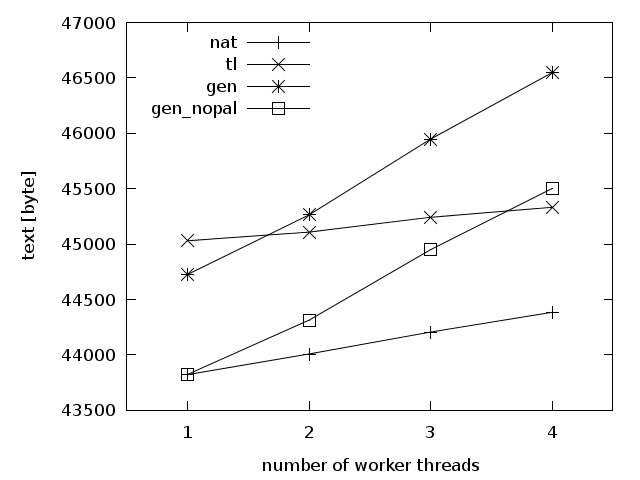 47000
46500
46000
45500
45000
44500
44000
43500
text [byte]
nat
tl
gen
gen_nopal
1 2 3 4
number of worker threads